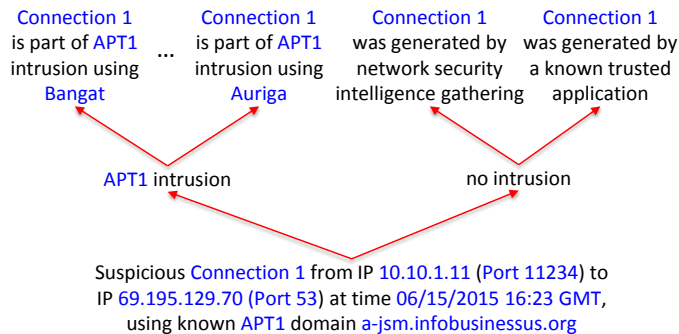 Connection 1
is part of APT1
intrusion using
Bangat
...
Connection 1
is part of APT1
intrusion using
Auriga
Connection 1
was generated by
network security
intelligence gathering
Connection 1
was generated by
a known trusted
application
APT1 intrusion
no intrusion
Suspicious Connection 1 from IP 10.10.1.11 (Port 11234) to
IP 69.195.129.70 (Port 53) at time 06/15/2015 16:23 GMT,
using known APT1 domain a-jsm.infobusinessus.org